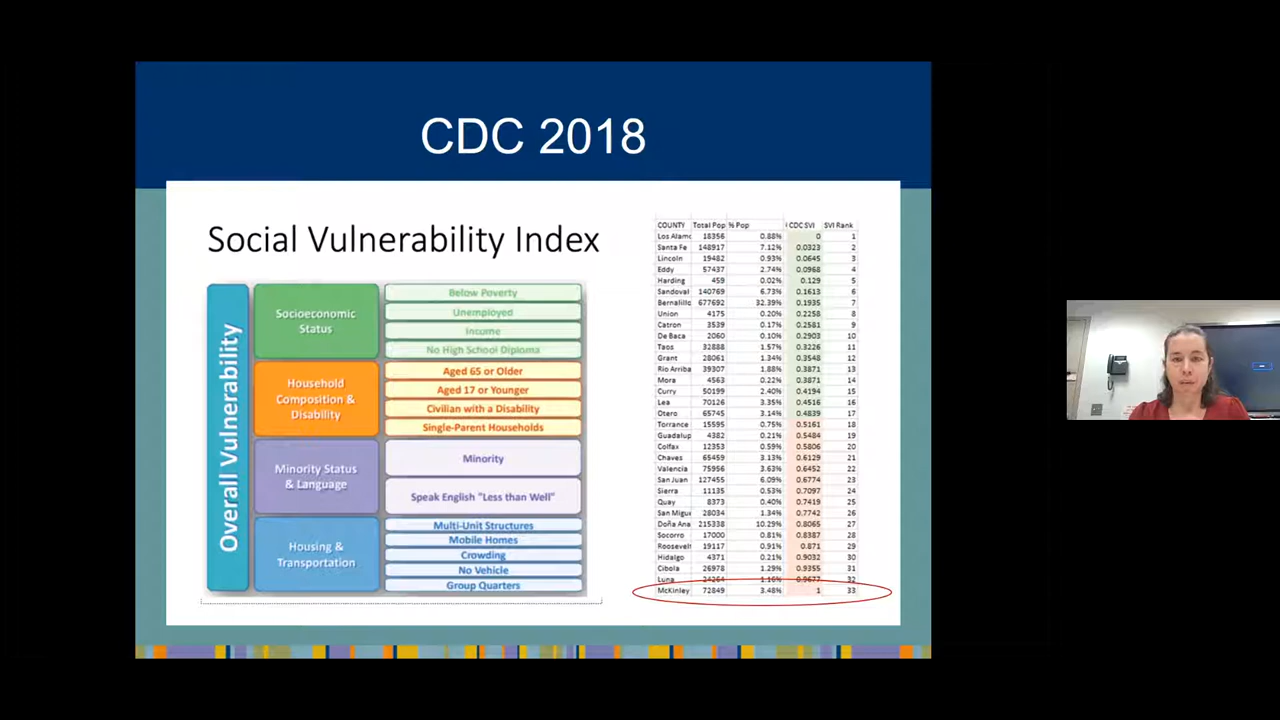 CDC 2018
Social Vulnerability Index
Overall Vulnerability
Socioeconomic
Status
Below Poverty
Unemployed
Income
No High School Diploma
Household
Composition &
Disability
Aged 65 or Older
Aged 17 or Younger
Civilian with a Disability
Single-Parent Households
Minority Status
& Language
Minority
Speak English "Less than Well"
Housing &
Transportation
Multi-Unit Structures
Mobile Homes
Crowding
No Vehicle
Group Quarters
COUNTY Total Pop % Pop CDC SVI SVI Rank
Los Alamo 18356 0.88% 0 1
Santa Fe 148917 7.12% 0.0323 2
Lincoln 19482 0.93% 0.0645 3
Eddy 57437 2.74% 0.0968 4
Harding 459 0.02% 0.129 5
Sandoval 140769 6.73% 0.1613 6
Bernalillo 677692 32.39% 0.1935 7
Union 4175 0.20% 0.2258 8
Catron 3539 0.17% 0.2581 9
De Baca 2060 0.10% 0.2903 10
Taos 32888 1.57% 0.3226 11
Grant 28061 1.34% 0.3548 12
Rio Arriba 39307 1.88% 0.3871 13
Mora 4563 0.22% 0.3871 14
Curry 50199 2.40% 0.4194 15
Lea 70126 3.35% 0.4516 16
Otero 65745 3.14% 0.4839 17
Torrance 15595 0.75% 0.5161 18
Guadalup 4382 0.21% 0.5484 19
Colfax 12353 0.59% 0.5806 20
Chaves 65459 3.13% 0.6129 21
Valencia 75956 3.63% 0.6452 22
San Juan 127455 6.09% 0.6774 23
Sierra 11135 0.53% 0.7097 24
Quay 8373 0.40% 0.7419 25
San Migue 28034 1.34% 0.7742 26
Doña Ana 215338 10.29% 0.8065 27
Socorro 17000 0.81% 0.8387 28
Roosevelt 19117 0.91% 0.871 29
Hidalgo 4371 0.21% 0.9032 30
Cibola 26978 1.29% 0.9355 31
Luna 24264 1.16% 0.9677 32
McKinley 72849 3.48% 1 33